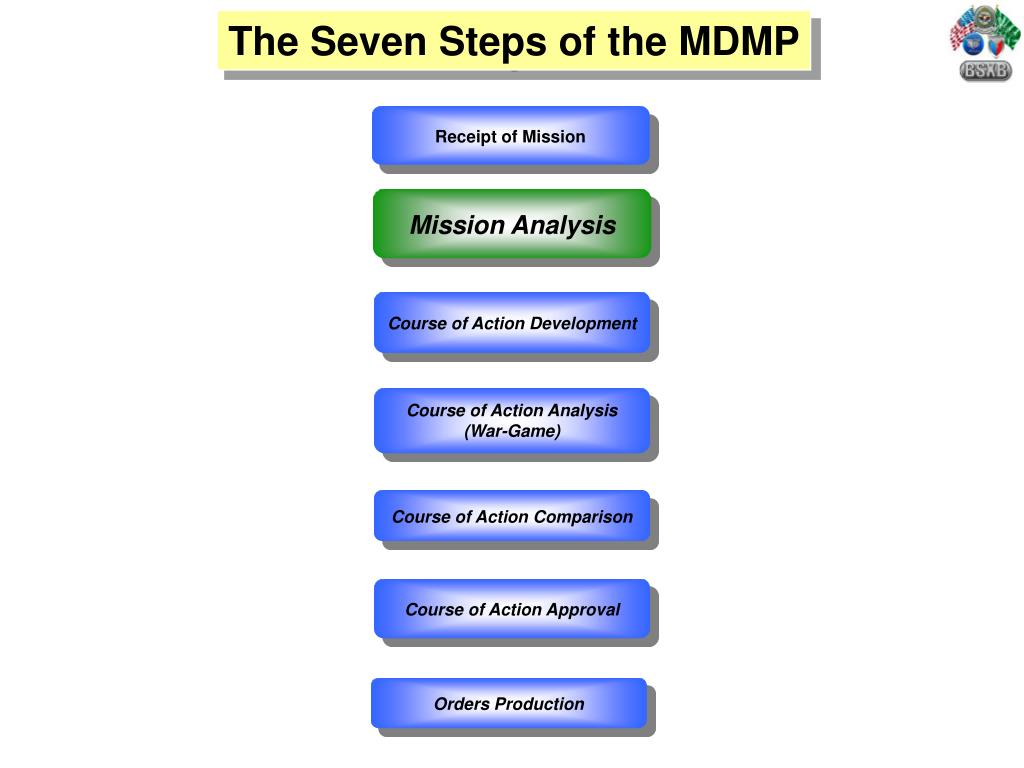 The Seven Steps of the MDMP
BSXB
Receipt of Mission
Mission Analysis
Course of Action Development
Course of Action Analysis
(War-Game)
Course of Action Comparison
Course of Action Approval
Orders Production